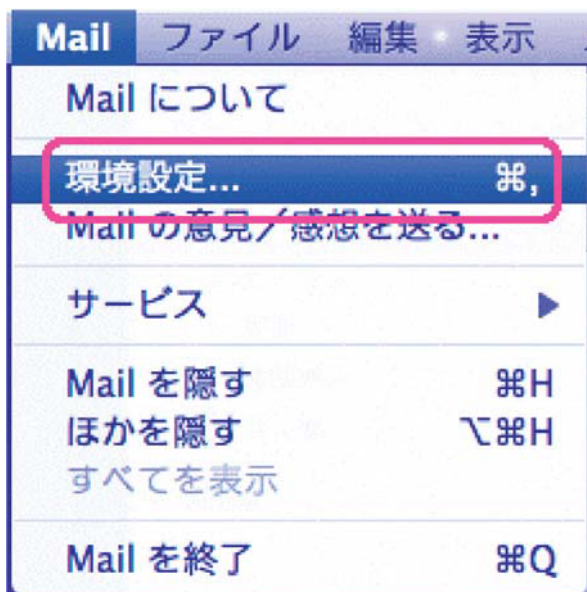 Mail ファイル 編集 表示
Mail について
環境設定... ⌘,
Mail の意見／感想を送る...
サービス ▶
Mail を隠す ⌘H
ほかを隠す ⌥⌘H
すべてを表示
Mail を終了 ⌘Q